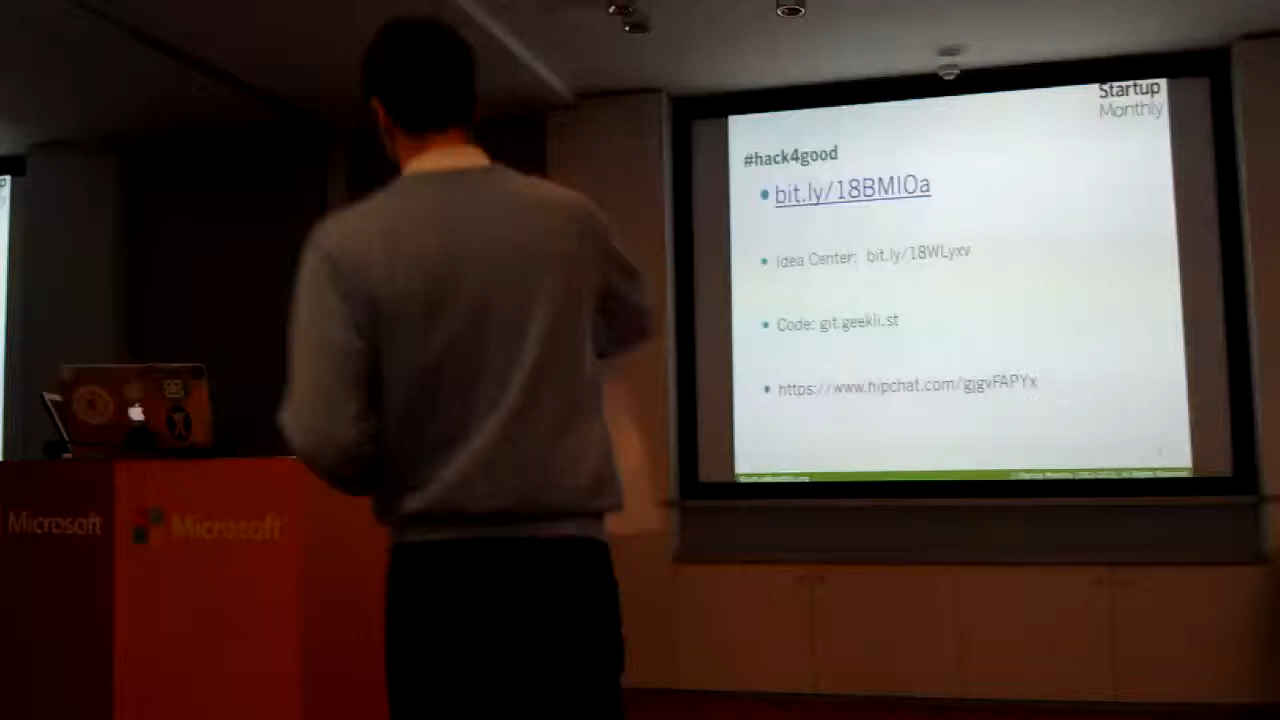 Startup
Monthly
#hack4good
bit.ly/18BMIOa
Idea Center: bit.ly/18WLyxv
Code: git.geekli.st
https://www.hipchat.com/gjgvFAPYx
Microsoft
Microsoft